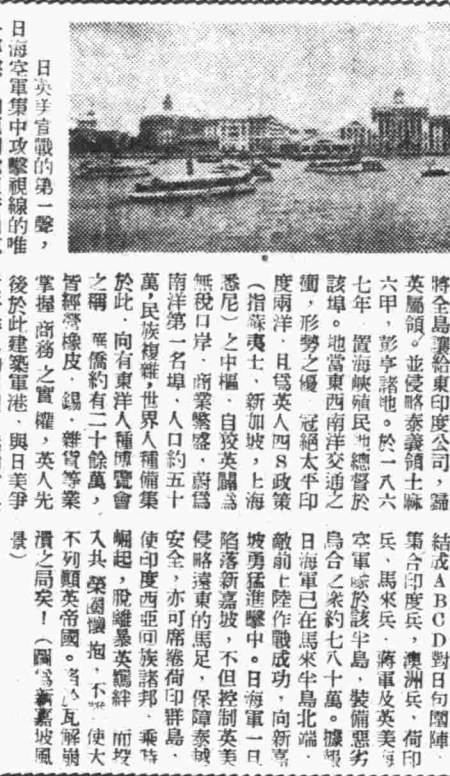 日英美宣戰的第一聲，
日海空軍集中攻擊視線的唯
將全島讓給東印度公司，歸
英屬領。並侵略泰義領土麻
六甲，彭亨諸地。於一八六
七年，置海峽殖民地總督於
該埠。地當東西南洋交通之
衝，形勢之優，冠絕太平印
度兩洋，且爲英人四S政策
（指蘇夷士，新加坡，上海
悉尼）之中樞，自狡英闢爲
無稅口岸，商業繁盛，蔚爲
南洋第一名埠，人口約五十
萬，民族複雜，世界人種備集
於此，向有東洋人種博覽會
之稱，華僑約有二十餘萬，
皆經營橡皮，錫，雜貨等業
掌握商務之實權，英人先
後於此建築軍港，與日美爭
結成ABCD對日包圍陣，
集合印度兵，澳洲兵，荷印
兵、馬來兵，蔣軍及英美海
空軍隊於該半島，裝備惡劣
烏合之衆約七八十萬。據報
日海軍已在馬來半島北端，
敵前上陸作戰成功，向新嘉
坡勇猛進擊中。日海軍一旦
陷落新嘉坡，不但控制英美
侵略遠東的馬足，保障泰越
安全，亦可席捲荷印群島，
使印度西亞回族諸邦，乘時
崛起，脫離暴英羈絆，而投
入共榮圈懷抱，不 使大
不列顛英帝國。 於瓦解崩
潰之局矣！（圖爲新嘉坡風
景）